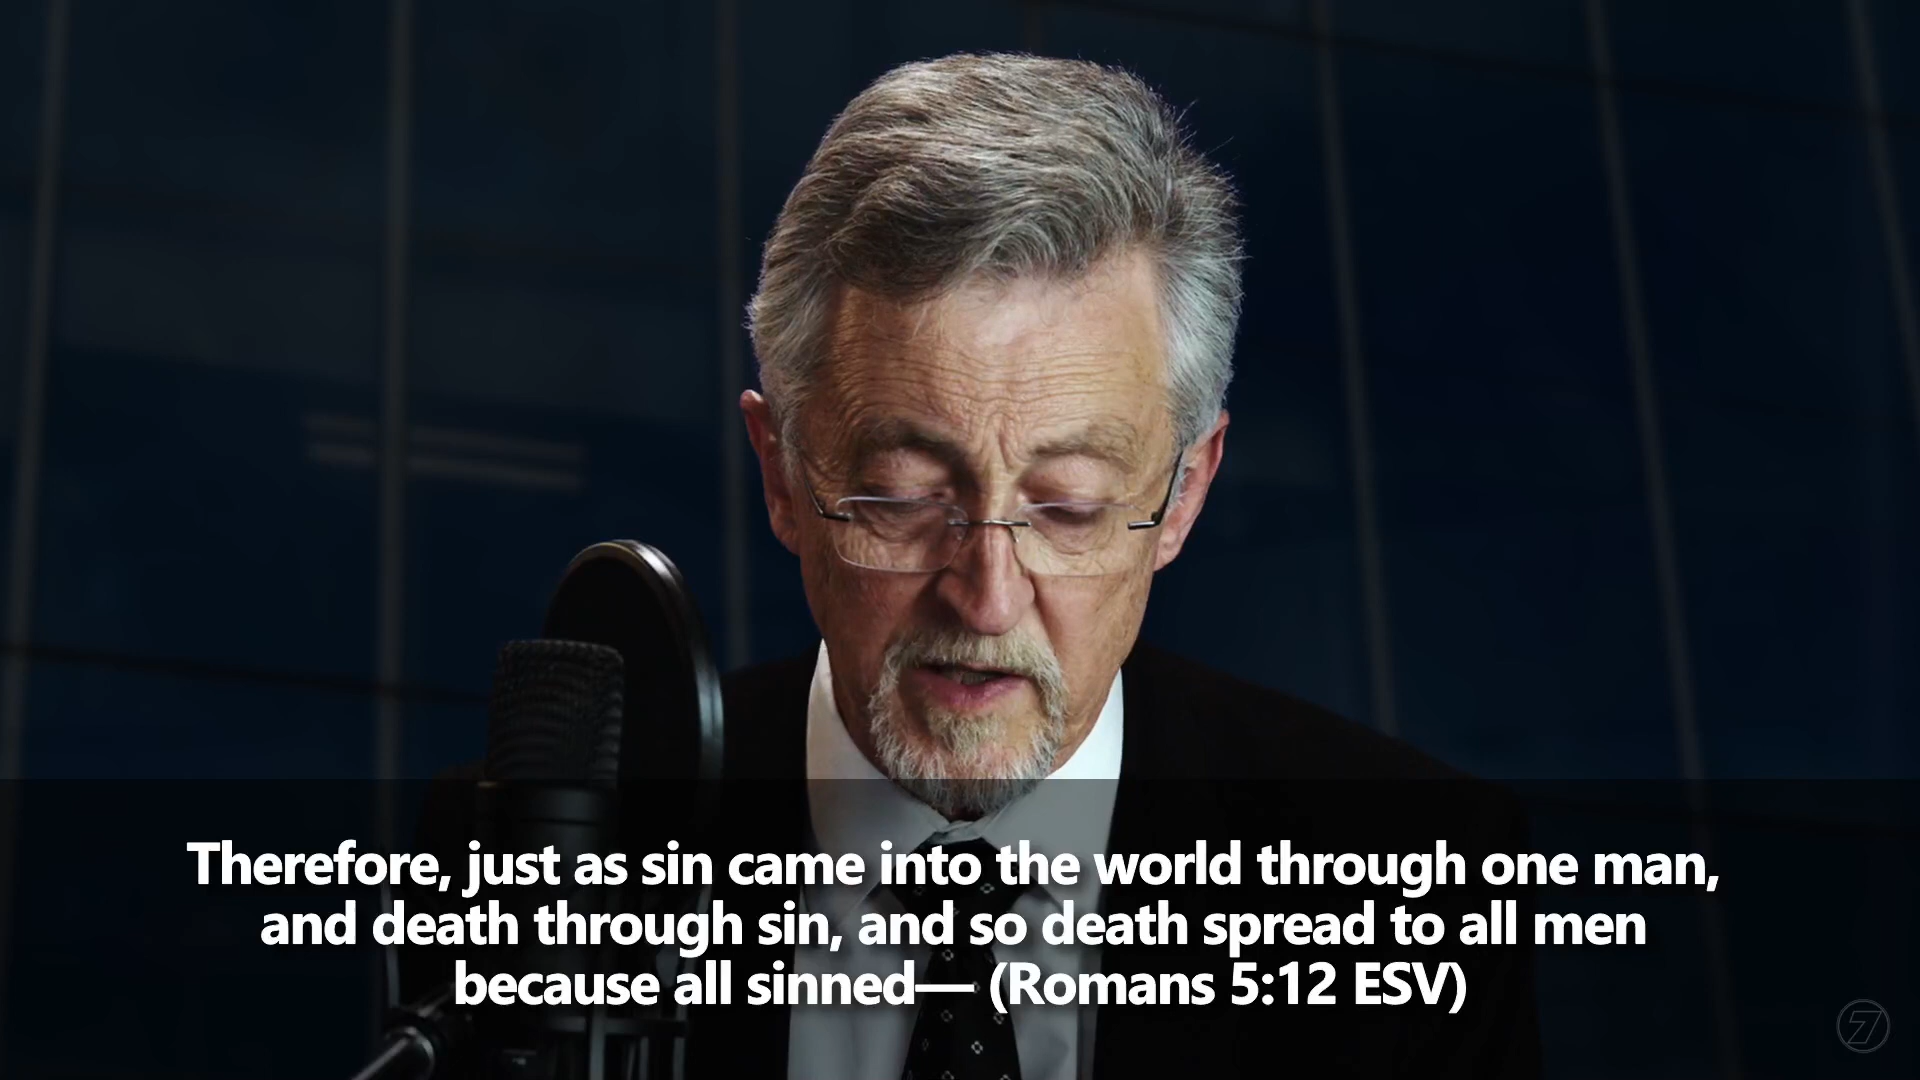 Therefore, just as sin came into the world through one man,
and death through sin, and so death spread to all men
because all sinned— (Romans 5:12 ESV)